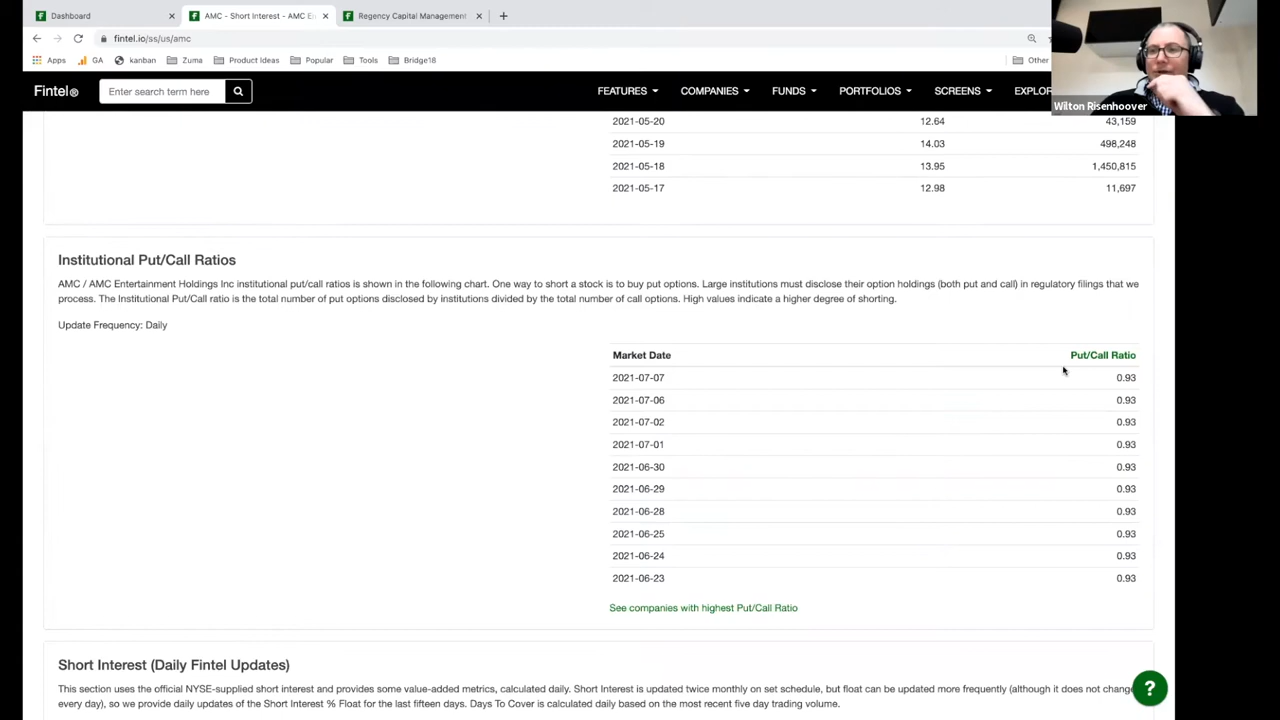 Dashboard
AMC - Short Interest - AMC En
Regency Capital Management
fintel.io/ss/us/amc
Apps
GA
kanban
Zuma
Product Ideas
Popular
Tools
Bridge18
Other
Fintel
Enter search term here
FEATURES
COMPANIES
FUNDS
PORTFOLIOS
SCREENS
EXPLOR
Wilton Risenhoover
2021-05-20 12.64 43,159
2021-05-19 14.03 498,248
2021-05-18 13.95 1,450,815
2021-05-17 12.98 11,697
Institutional Put/Call Ratios
AMC / AMC Entertainment Holdings Inc institutional put/call ratios is shown in the following chart. One way to short a stock is to buy put options. Large institutions must disclose their option holdings (both put and call) in regulatory filings that we
process. The Institutional Put/Call ratio is the total number of put options disclosed by institutions divided by the total number of call options. High values indicate a higher degree of shorting.
Update Frequency: Daily
Market Date Put/Call Ratio
2021-07-07 0.93
2021-07-06 0.93
2021-07-02 0.93
2021-07-01 0.93
2021-06-30 0.93
2021-06-29 0.93
2021-06-28 0.93
2021-06-25 0.93
2021-06-24 0.93
2021-06-23 0.93
See companies with highest Put/Call Ratio
Short Interest (Daily Fintel Updates)
This section uses the official NYSE-supplied short interest and provides some value-added metrics, calculated daily. Short Interest is updated twice monthly on set schedule, but float can be updated more frequently (although it does not change
every day), so we provide daily updates of the Short Interest % Float for the last fifteen days. Days To Cover is calculated daily based on the most recent five day trading volume.
?